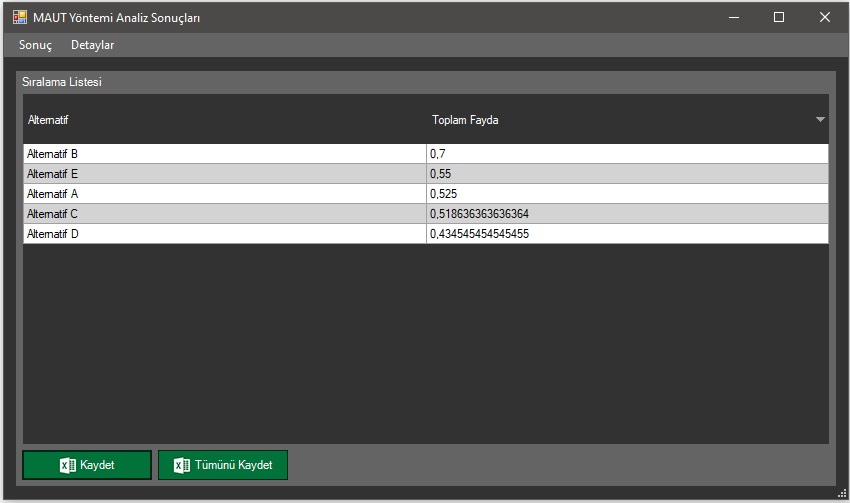 MAUT Yöntemi Analiz Sonuçları
Sonuç Detaylar
Sıralama Listesi
Alternatif Toplam Fayda
Alternatif B 0,7
Alternatif E 0,55
Alternatif A 0,525
Alternatif C 0,518636363636364
Alternatif D 0,434545454545455
Kaydet Tümünü Kaydet